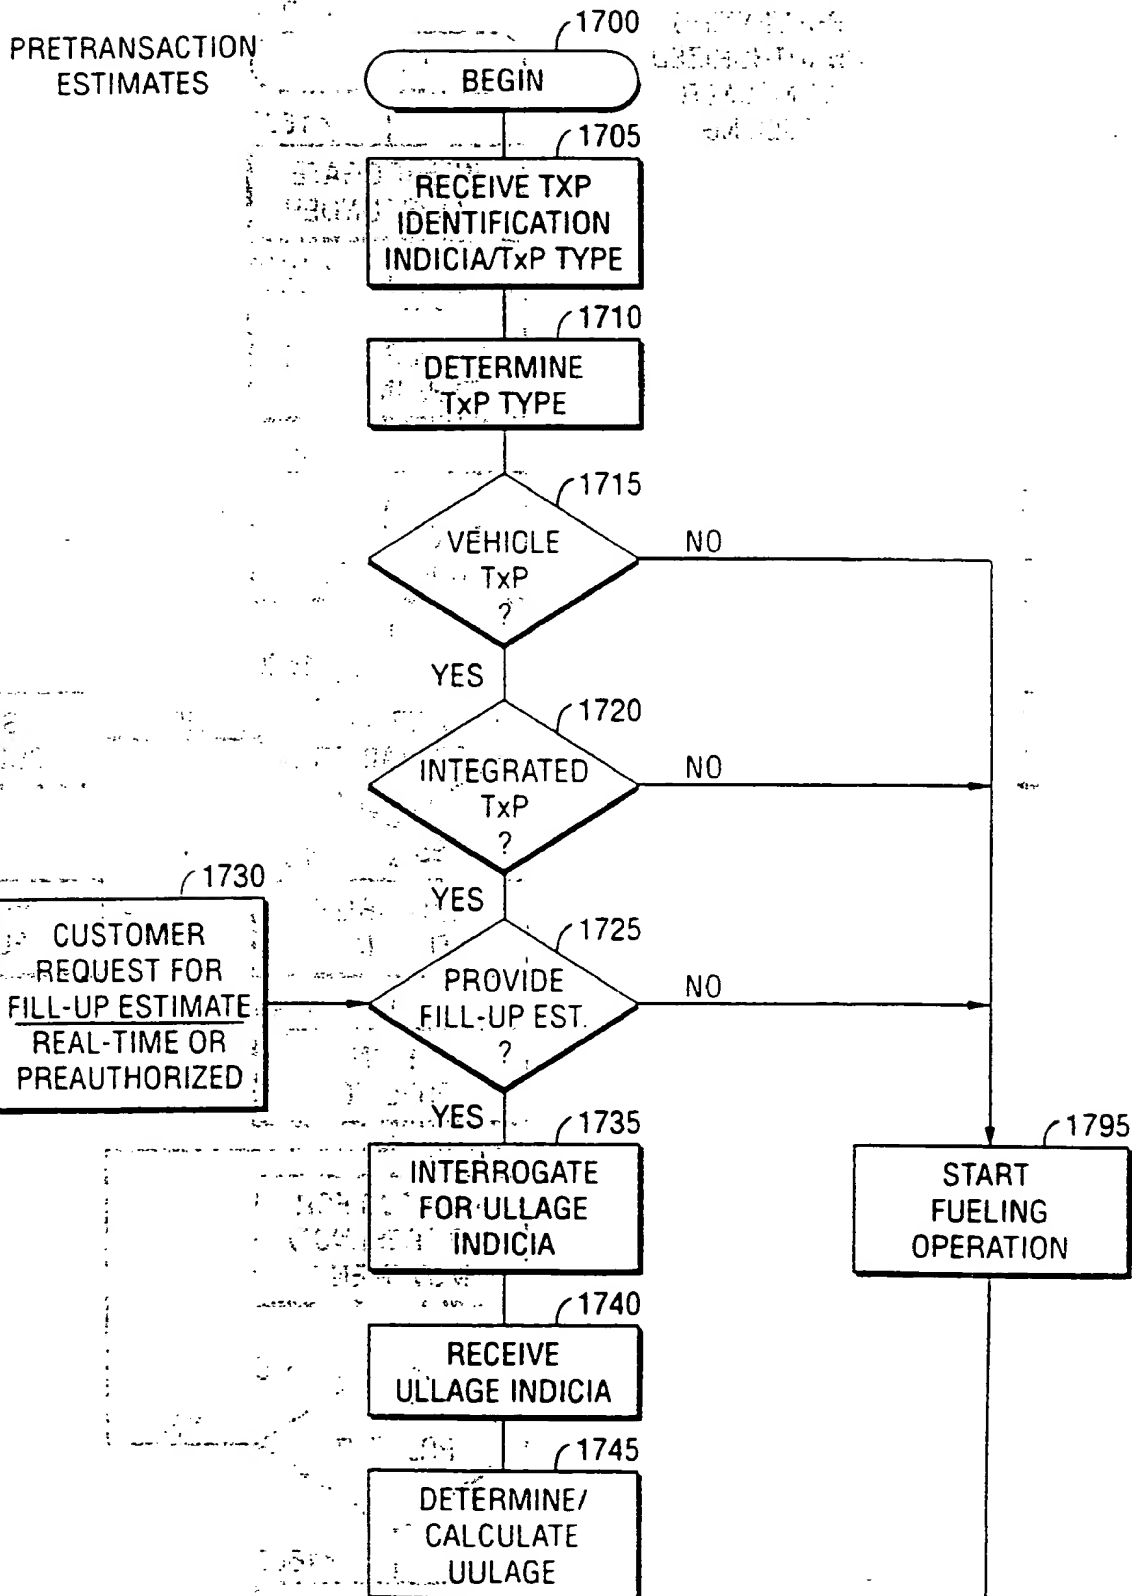 PRETRANSACTION
ESTIMATES
1700
BEGIN
1705
RECEIVE TXP
IDENTIFICATION
INDICIA/TxP TYPE
1710
DETERMINE
TxP TYPE
1715
VEHICLE
TxP
?
NO
YES
1720
INTEGRATED
TxP
?
NO
YES
1730
CUSTOMER
REQUEST FOR
FILL-UP ESTIMATE
REAL-TIME OR
PREAUTHORIZED
1725
PROVIDE
FILL-UP EST.
?
NO
YES
1735
INTERROGATE
FOR ULLAGE
INDICIA
1795
START
FUELING
OPERATION
1740
RECEIVE
ULLAGE INDICIA
1745
DETERMINE/
CALCULATE
UULAGE